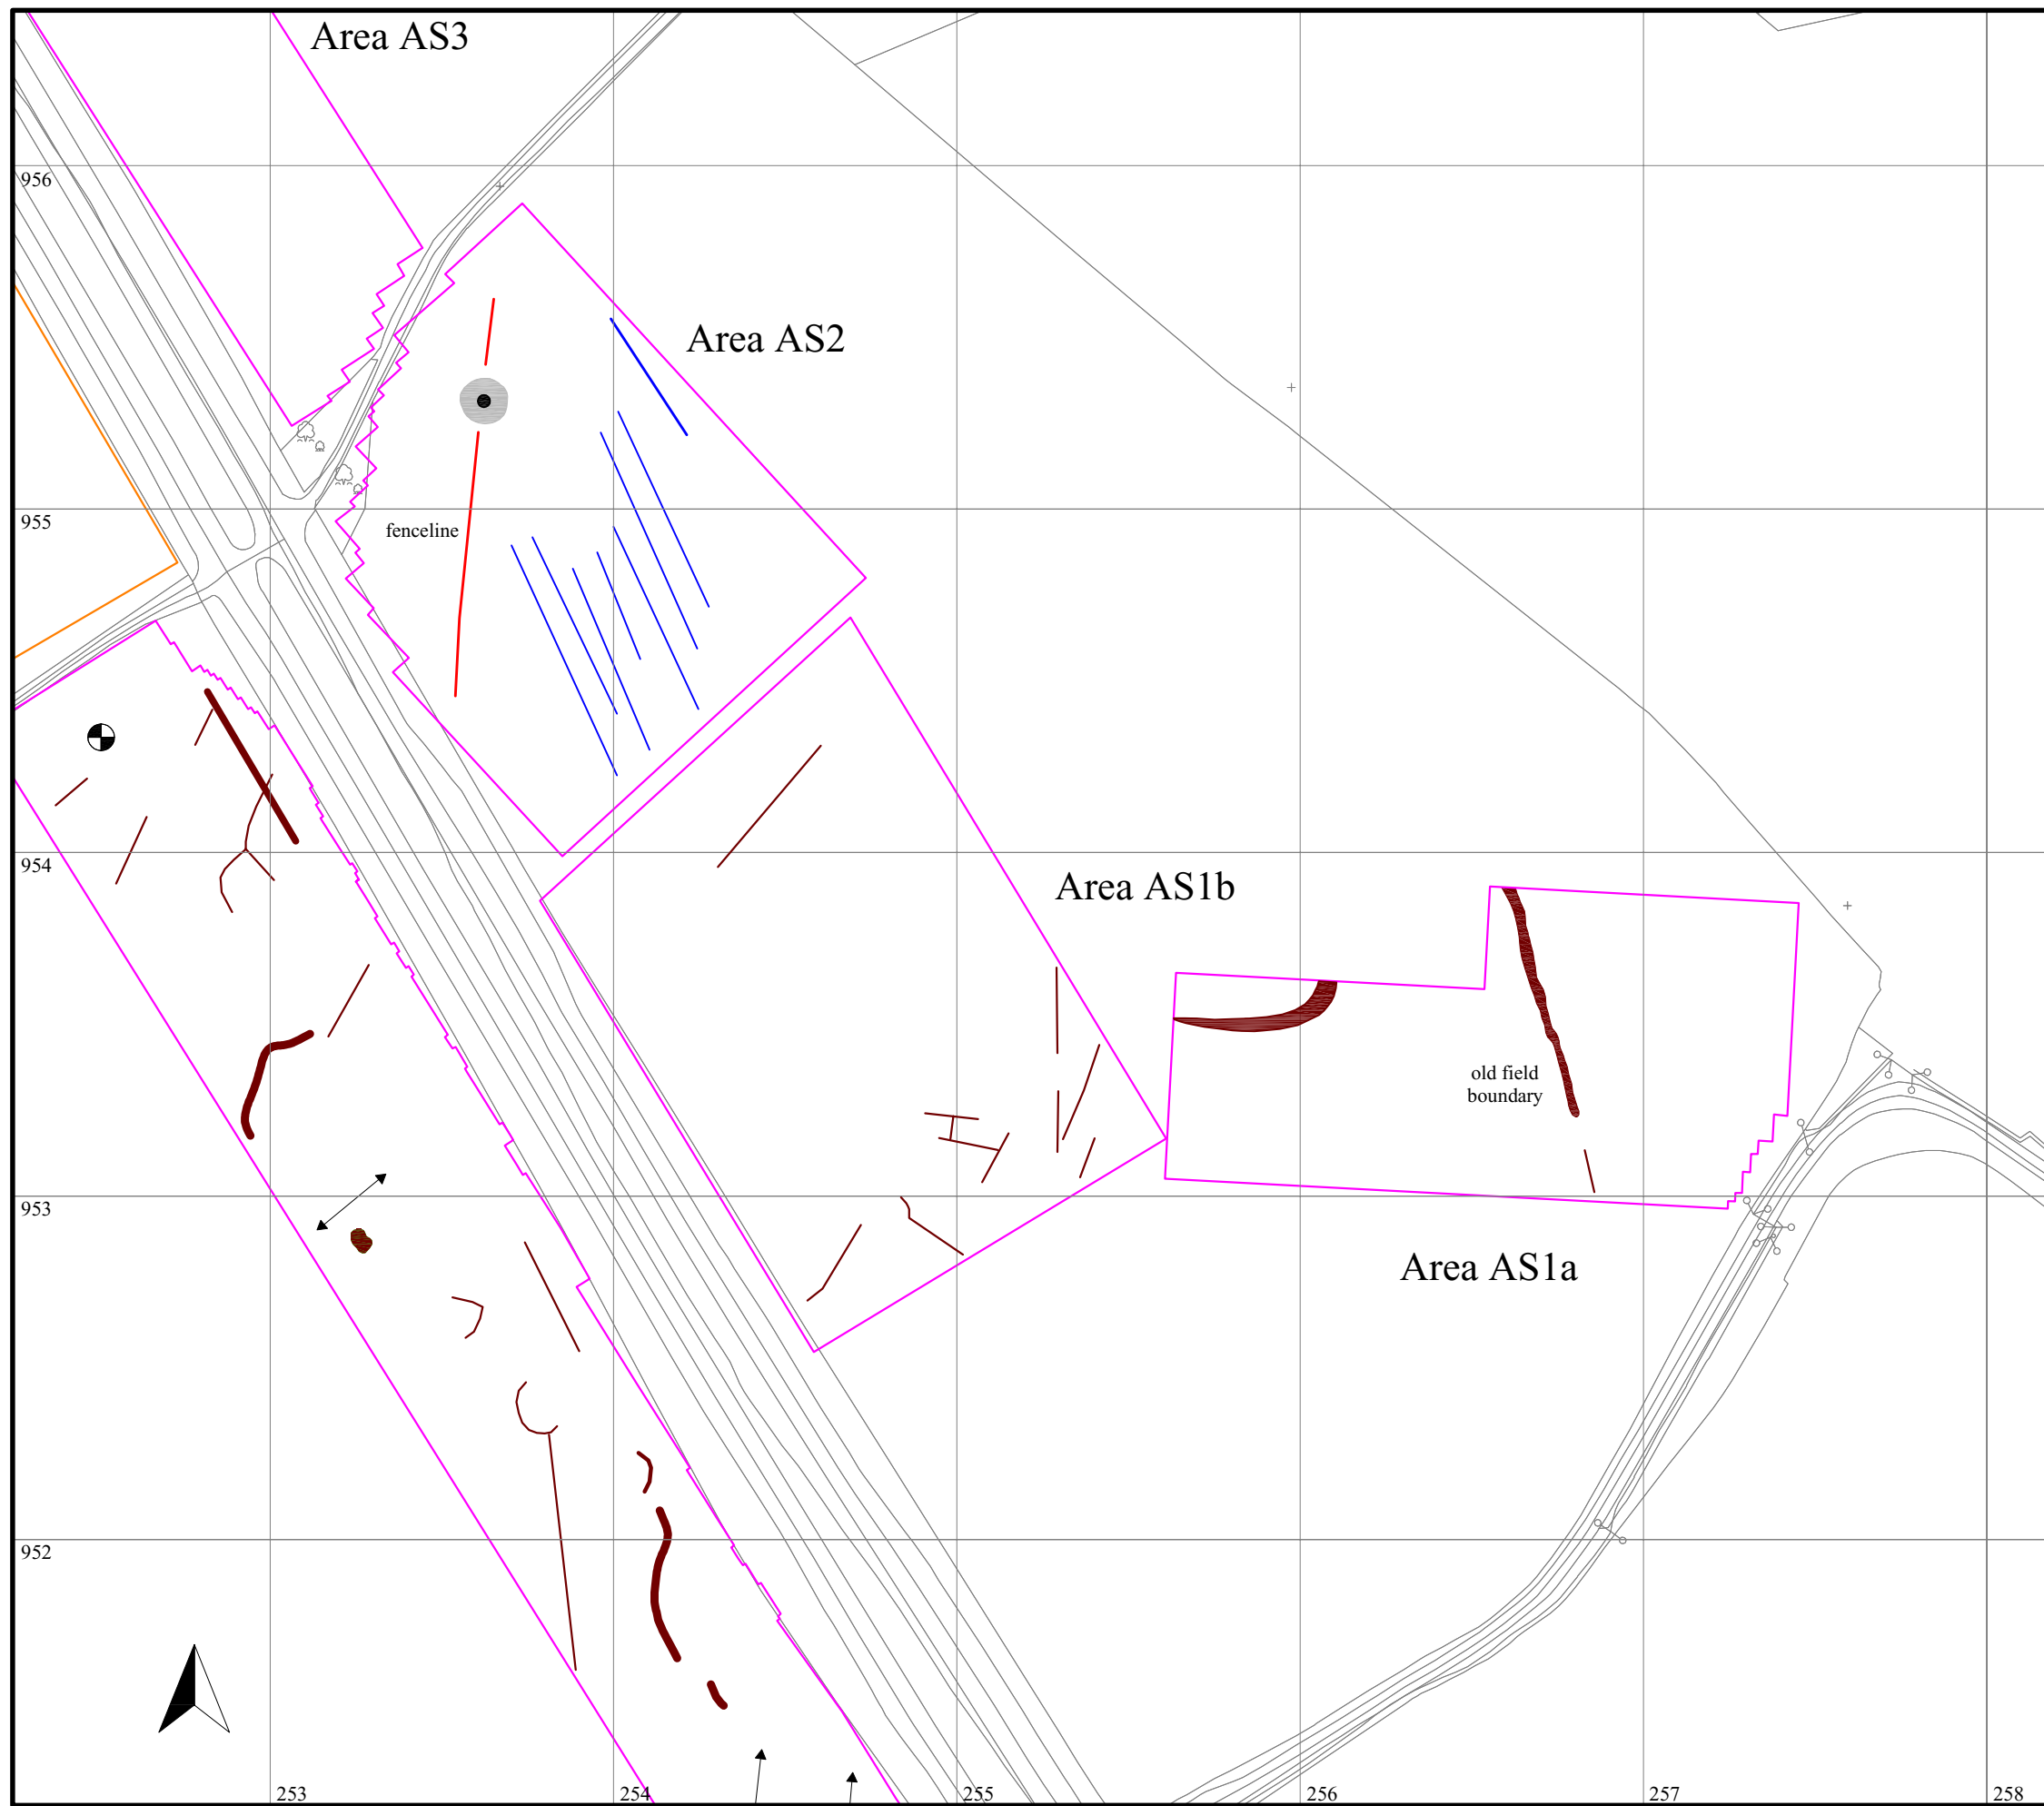 Area AS3
956
Area AS2
955
fenceline
954
Area AS1b
old field
boundary
953
Area AS1a
952
253
254
255
256
257
258